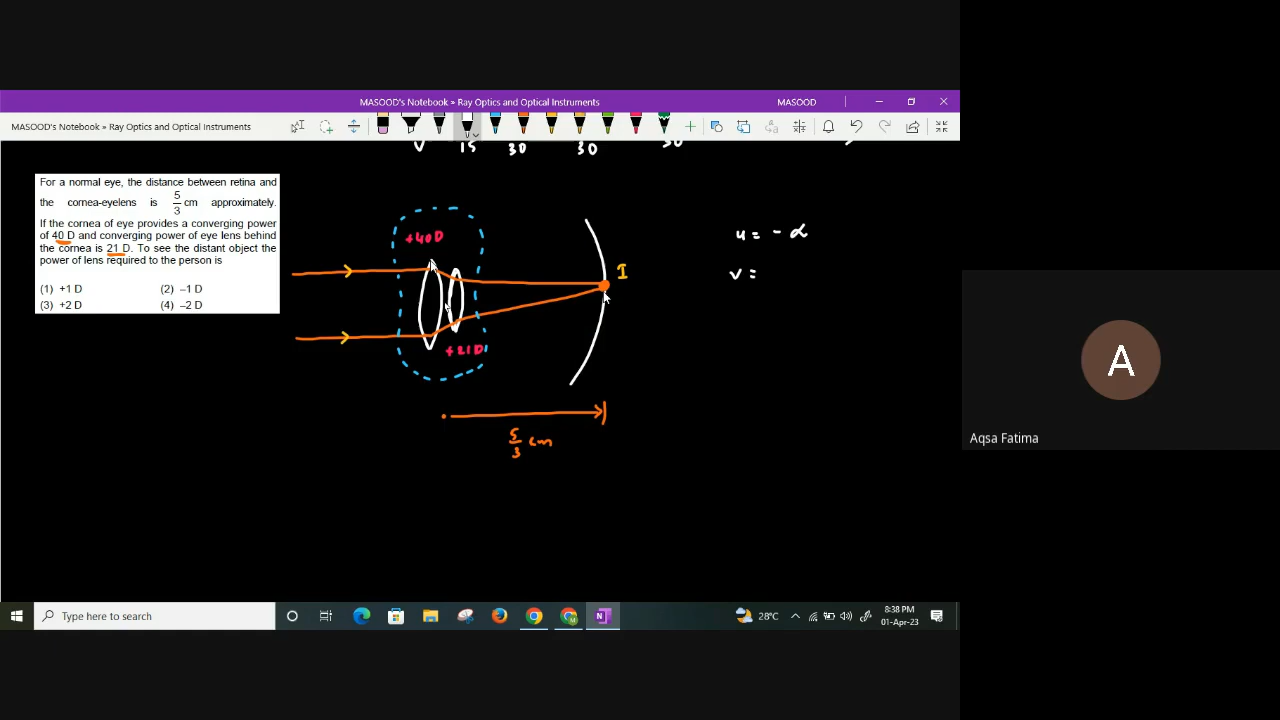 MASOOD's Notebook » Ray Optics and Optical Instruments
MASOOD
MASOOD's Notebook » Ray Optics and Optical Instruments
v 15 30 30 30
For a normal eye, the distance between retina and
the cornea-eyelens is 5/3 cm approximately.
If the cornea of eye provides a converging power
of 40 D and converging power of eye lens behind
the cornea is 21 D. To see the distant object the
power of lens required to the person is
(1) +1 D (2) –1 D
(3) +2 D (4) –2 D
+40D
I
+21D
5/3 cm
u = - α
v =
A
Aqsa Fatima
Type here to search
28°C
8:38 PM
01-Apr-23